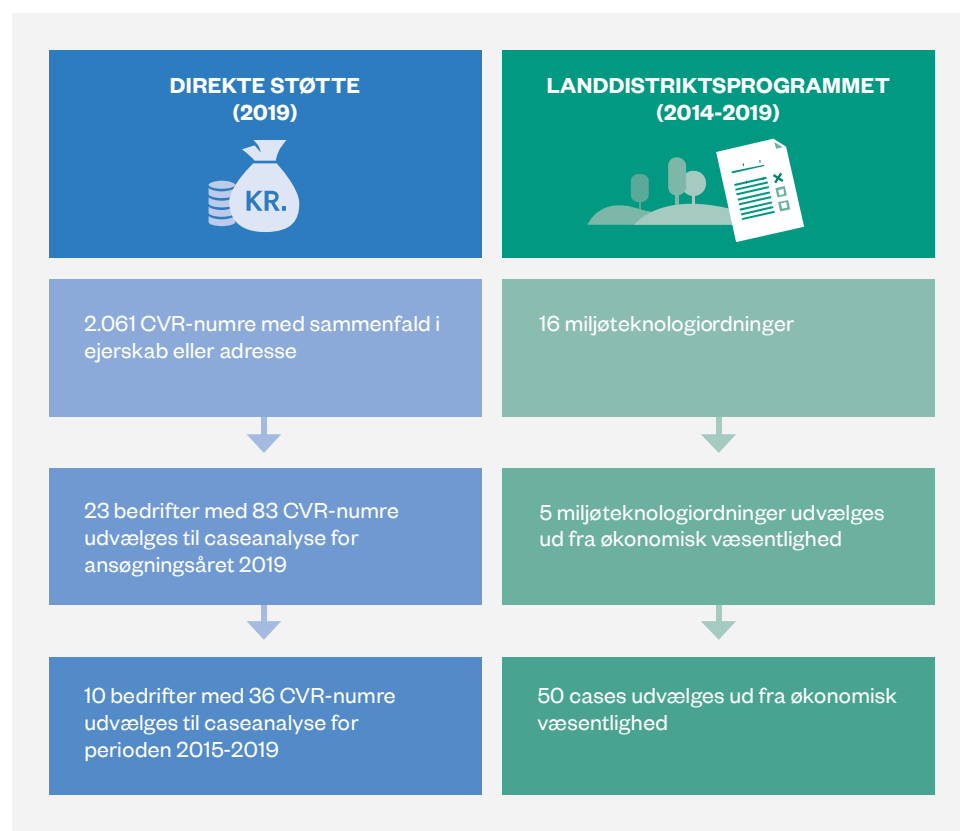 DIREKTE STØTTE
(2019)
KR.
2.061 CVR-numre med sammenfald i
ejerskab eller adresse
23 bedrifter med 83 CVR-numre
udvælges til caseanalyse for
ansøgningsåret 2019
10 bedrifter med 36 CVR-numre
udvælges til caseanalyse for
perioden 2015-2019
LANDDISTRIKTSPROGRAMMET
(2014-2019)
16 miljøteknologiordninger
5 miljøteknologiordninger udvælges
ud fra økonomisk væsentlighed
50 cases udvælges ud fra økonomisk
væsentlighed